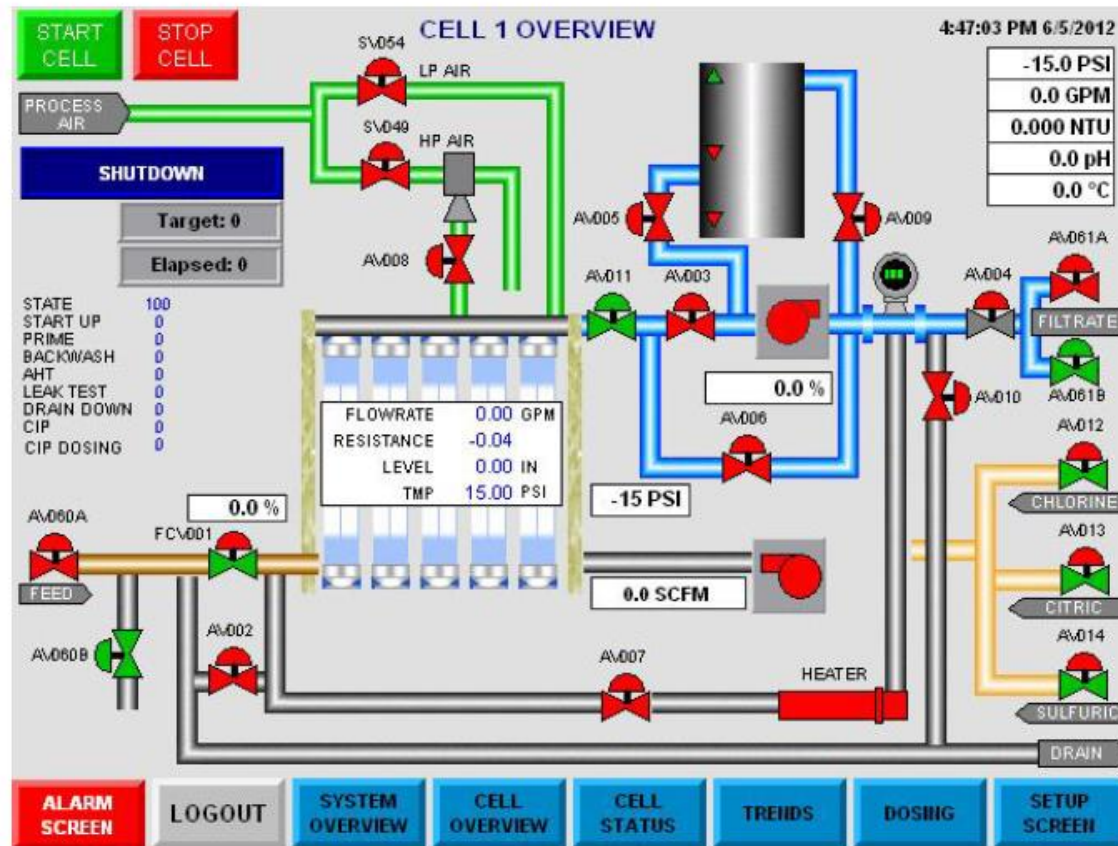 START
CELL
STOP
CELL
CELL 1 OVERVIEW
4:47:03 PM 6/5/2012
SV054
LP AIR
-15.0 PSI
0.0 GPM
0.000 NTU
0.0 pH
0.0 °C
PROCESS
AIR
SV049
HP AIR
SHUTDOWN
Target: 0
Elapsed: 0
AV008
AV005
AV009
AV061A
AV011
AV003
AV004
FILTRATE
AV061B
AV010
STATE 100
START UP 0
PRIME 0
BACKWASH 0
AHT 0
LEAK TEST 0
DRAIN DOWN 0
CIP 0
CIP DOSING 0
0.0 %
AV006
FLOWRATE 0.00 GPM
RESISTANCE -0.04
LEVEL 0.00 IN
TMP 15.00 PSI
-15 PSI
AV012
CHLORINE
AV013
CITRIC
AV014
SULFURIC
0.0 %
AV060A
FCV001
FEED
0.0 SCFM
AV060B
AV002
AV007
HEATER
DRAIN
ALARM
SCREEN
LOGOUT
SYSTEM
OVERVIEW
CELL
OVERVIEW
CELL
STATUS
TRENDS
DOSING
SETUP
SCREEN